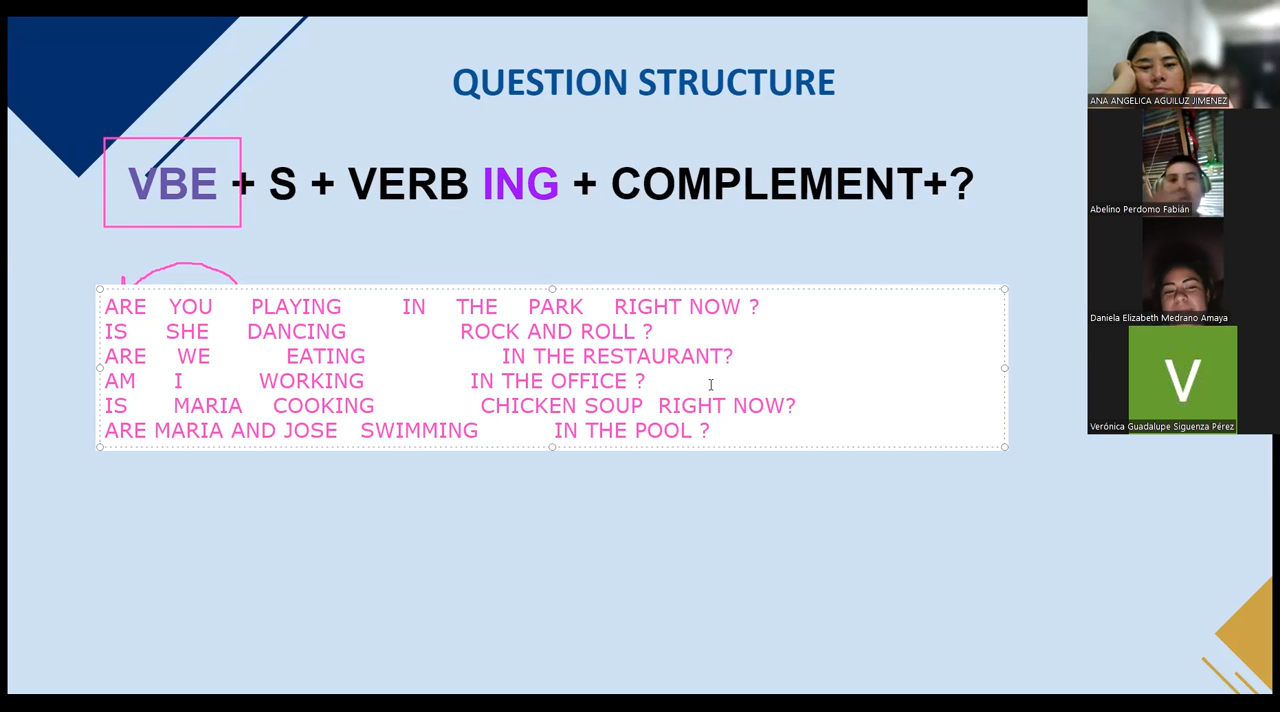 QUESTION STRUCTURE
VBE + S + VERB ING + COMPLEMENT+?
ARE YOU PLAYING IN THE PARK RIGHT NOW ?
IS SHE DANCING ROCK AND ROLL ?
ARE WE EATING IN THE RESTAURANT?
AM I WORKING IN THE OFFICE ?
IS MARIA COOKING CHICKEN SOUP RIGHT NOW?
ARE MARIA AND JOSE SWIMMING IN THE POOL ?
ANA ANGELICA AGUILUZ JIMENEZ
Abelino Perdomo Fabián
Daniela Elizabeth Medrano Amaya
V
Verónica Guadalupe Siguenza Pérez